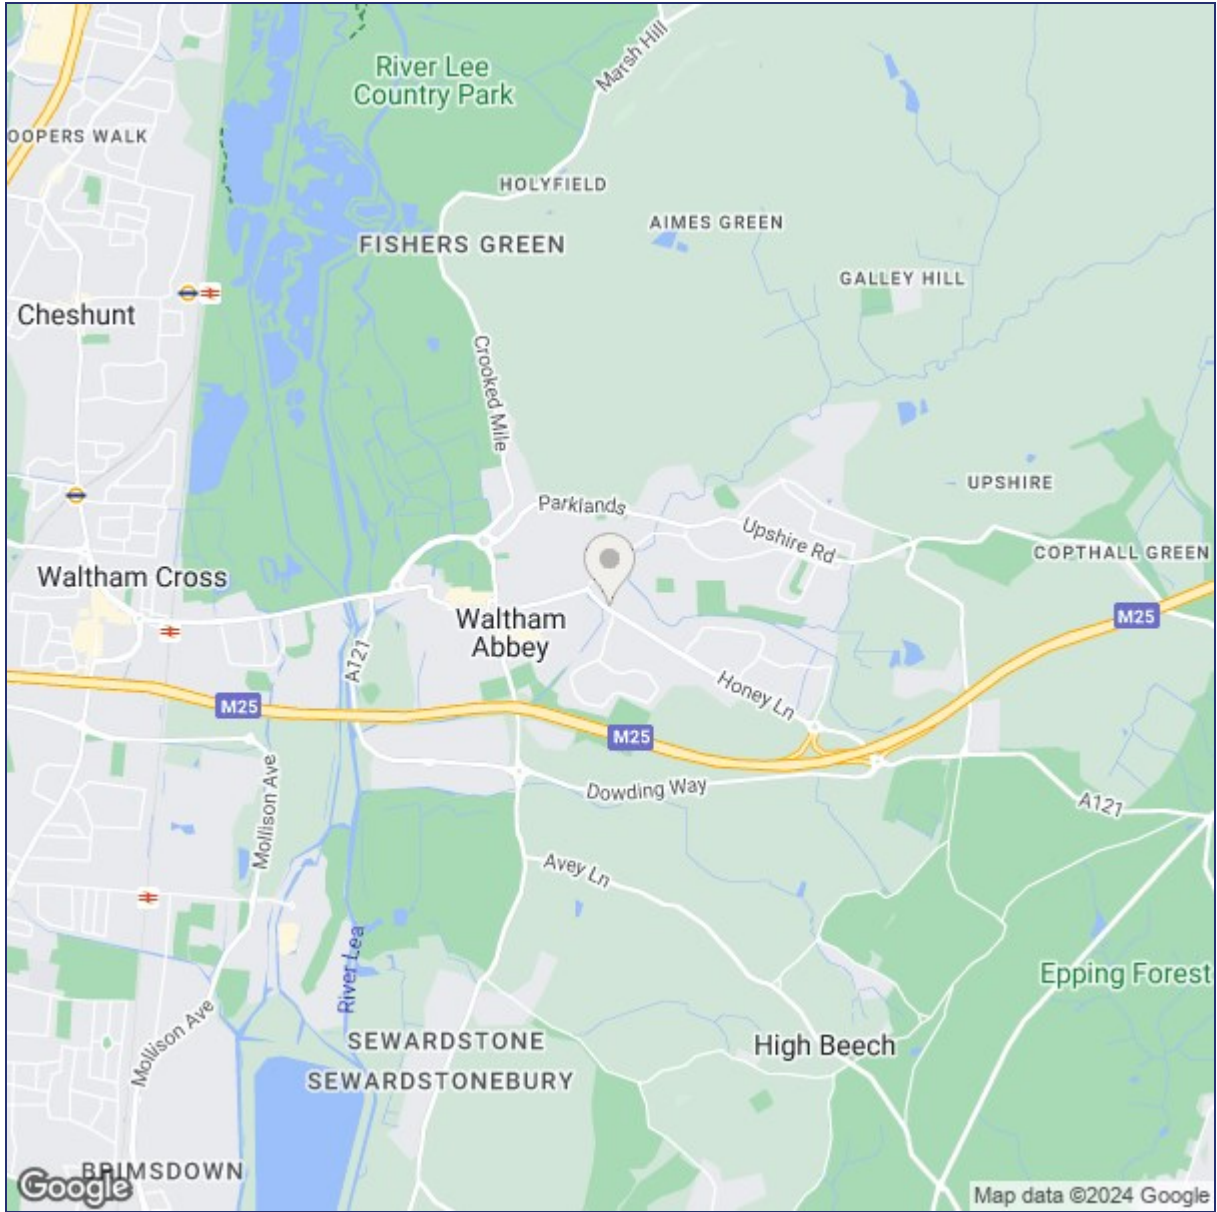 River Lee
Country Park
Marsh Hill
OOPERS WALK
HOLYFIELD
AIMES GREEN
FISHERS GREEN
GALLEY HILL
Cheshunt
Crooked Mile
UPSHIRE
Parklands
Upshire Rd
COPTHALL GREEN
Waltham Cross
Waltham
Abbey
M25
A121
Honey Ln
M25
M25
Dowding Way
A121
Mollison Ave
Avey Ln
River Lea
Epping Forest
Mollison Ave
SEWARDSTONE
High Beech
SEWARDSTONEBURY
BRIMSDOWN
Google
Map data ©2024 Google